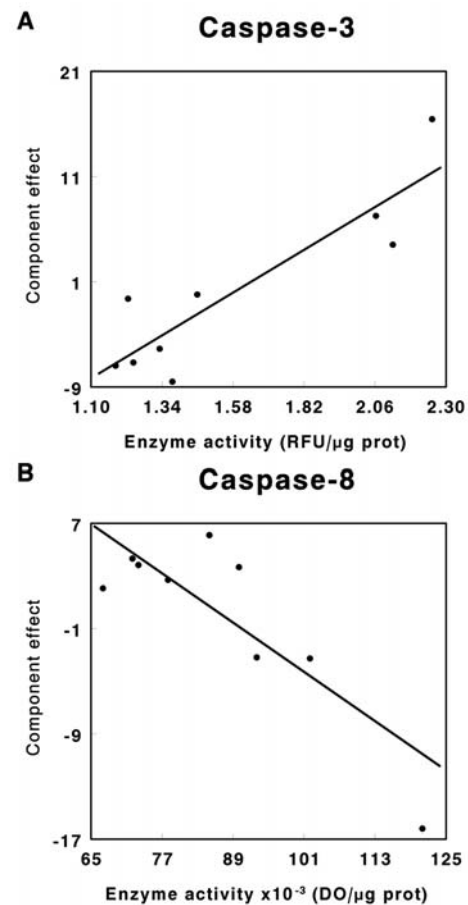 A
Caspase-3
21
11
1
-9
Component effect
1.10 1.34 1.58 1.82 2.06 2.30
Enzyme activity (RFU/μg prot)
B
Caspase-8
7
-1
-9
-17
Component effect
65 77 89 101 113 125
Enzyme activity x10⁻³ (DO/μg prot)